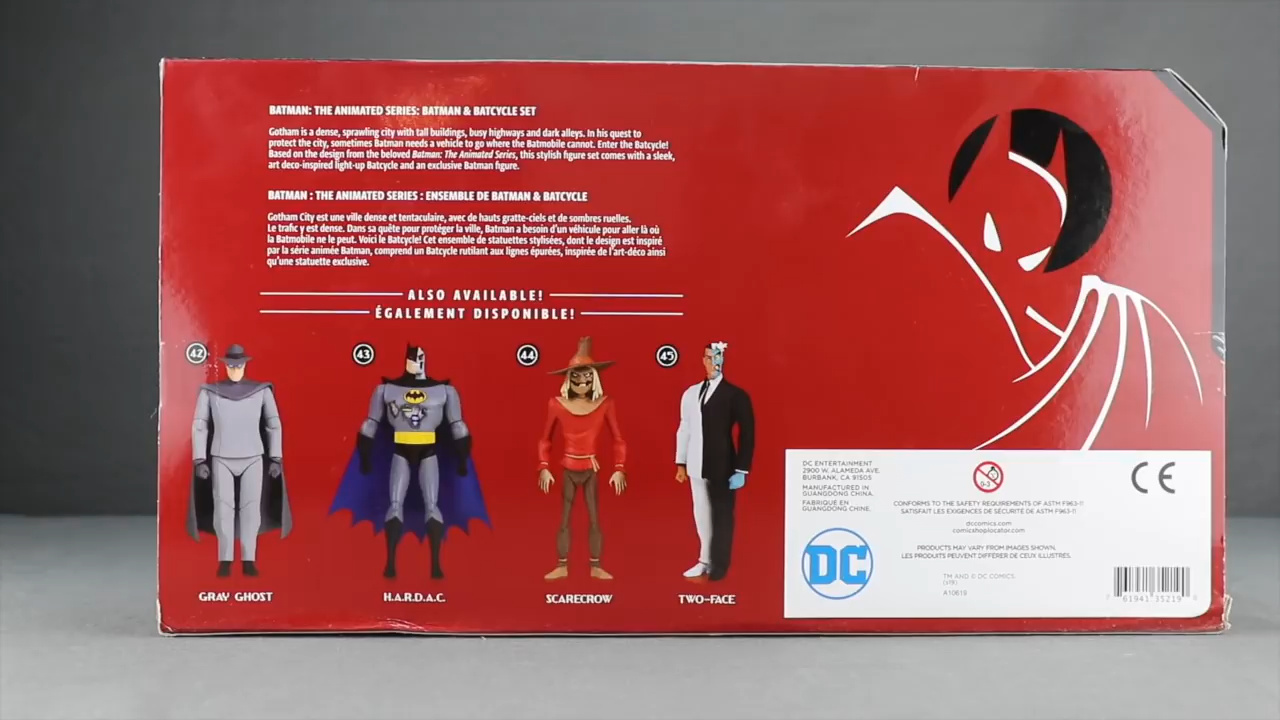 BATMAN: THE ANIMATED SERIES: BATMAN & BATCYCLE SET
Gotham is a dense, sprawling city with tall buildings, busy highways and dark alleys. In his quest to
protect the city, sometimes Batman needs a vehicle to go where the Batmobile cannot. Enter the Batcycle!
Based on the design from the beloved Batman: The Animated Series, this stylish figure set comes with a sleek,
art deco-inspired light-up Batcycle and an exclusive Batman figure.
BATMAN : THE ANIMATED SERIES : ENSEMBLE DE BATMAN & BATCYCLE
Gotham City est une ville dense et tentaculaire, avec de hauts gratte-ciels et de sombres ruelles.
Le trafic y est dense. Dans sa quête pour protéger la ville, Batman a besoin d'un véhicule pour aller là où
la Batmobile ne le peut. Voici le Batcycle! Cet ensemble de statuettes stylisées, dont le design est inspiré
par la série animée Batman, comprend un Batcycle rutilant aux lignes épurées, inspirée de l'art-déco ainsi
qu'une statuette exclusive.
ALSO AVAILABLE!
ÉGALEMENT DISPONIBLE!
42
43
44
45
GRAY GHOST
H.A.R.D.A.C.
SCARECROW
TWO-FACE
DC ENTERTAINMENT
2900 W. ALAMEDA AVE.
BURBANK, CA 91505
MANUFACTURED IN
GUANGDONG CHINA.
FABRIQUE EN
GUANGDONG CHINE.
DC
0-3
CE
CONFORMS TO THE SAFETY REQUIREMENTS OF ASTM F963-11
SATISFAIT LES EXIGENCES DE SÉCURITÉ DE ASTM F963-11
dccomics.com
comicshoplocator.com
PRODUCTS MAY VARY FROM IMAGES SHOWN.
LES PRODUITS PEUVENT DIFFÉRER DE CEUX ILLUSTRÉS.
TM AND © DC COMICS.
(s19)
A10619
61941 35219